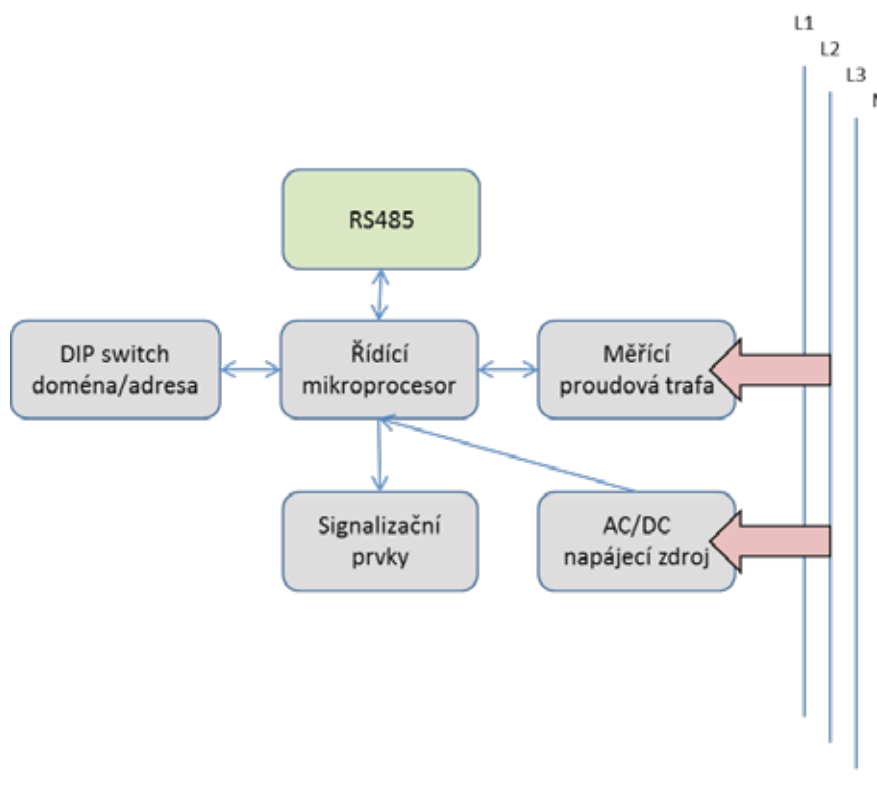 L1
L2
L3
RS485
DIP switch
doména/adresa
Řídící
mikroprocesor
Měřící
proudová trafa
Signalizační
prvky
AC/DC
napájecí zdroj